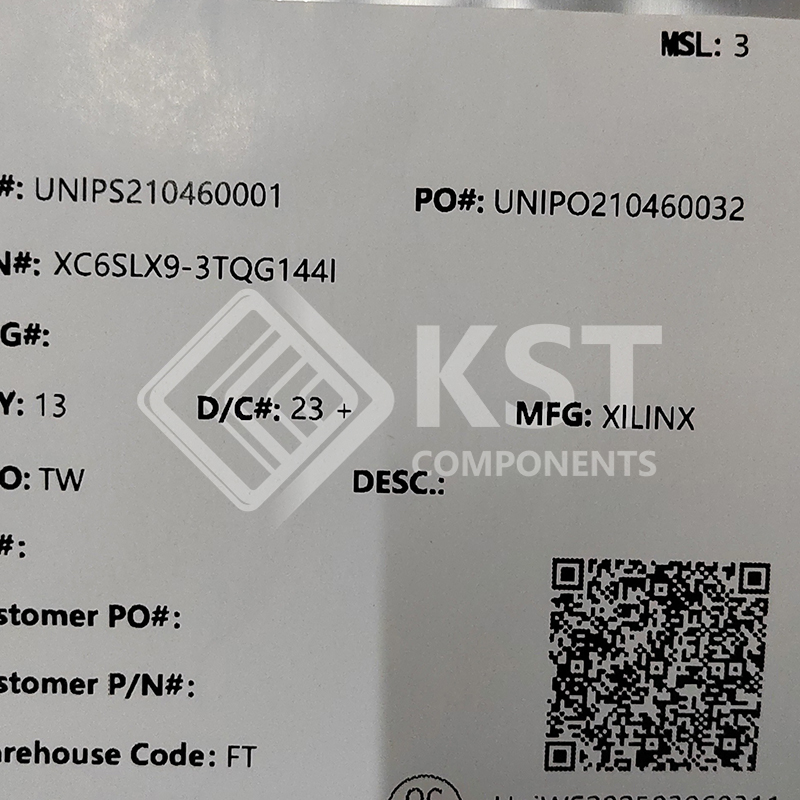 MSL: 3
#: UNIPS210460001
PO#: UNIPO210460032
N#: XC6SLX9-3TQG144I
G#:
Y: 13
D/C#: 23 +
MFG: XILINX
KST
COMPONENTS
O: TW
DESC.:
#:
stomer PO#:
stomer P/N#:
rehouse Code: FT
QC